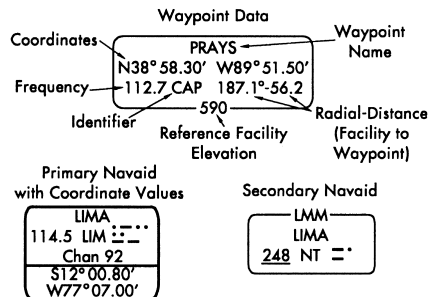 Waypoint Data
Coordinates
Waypoint
Name
PRAYS
N38° 58.30′ W89° 51.50′
Frequency
112.7 CAP 187.1°-56.2
Identifier
590
Reference Facility
Elevation
Radial-Distance
(Facility to
Waypoint)
Primary Navaid
with Coordinate Values
LIMA
114.5 LIM
Chan 92
S12° 00.80′
W77° 07.00′
Secondary Navaid
LMM
LIMA
248 NT